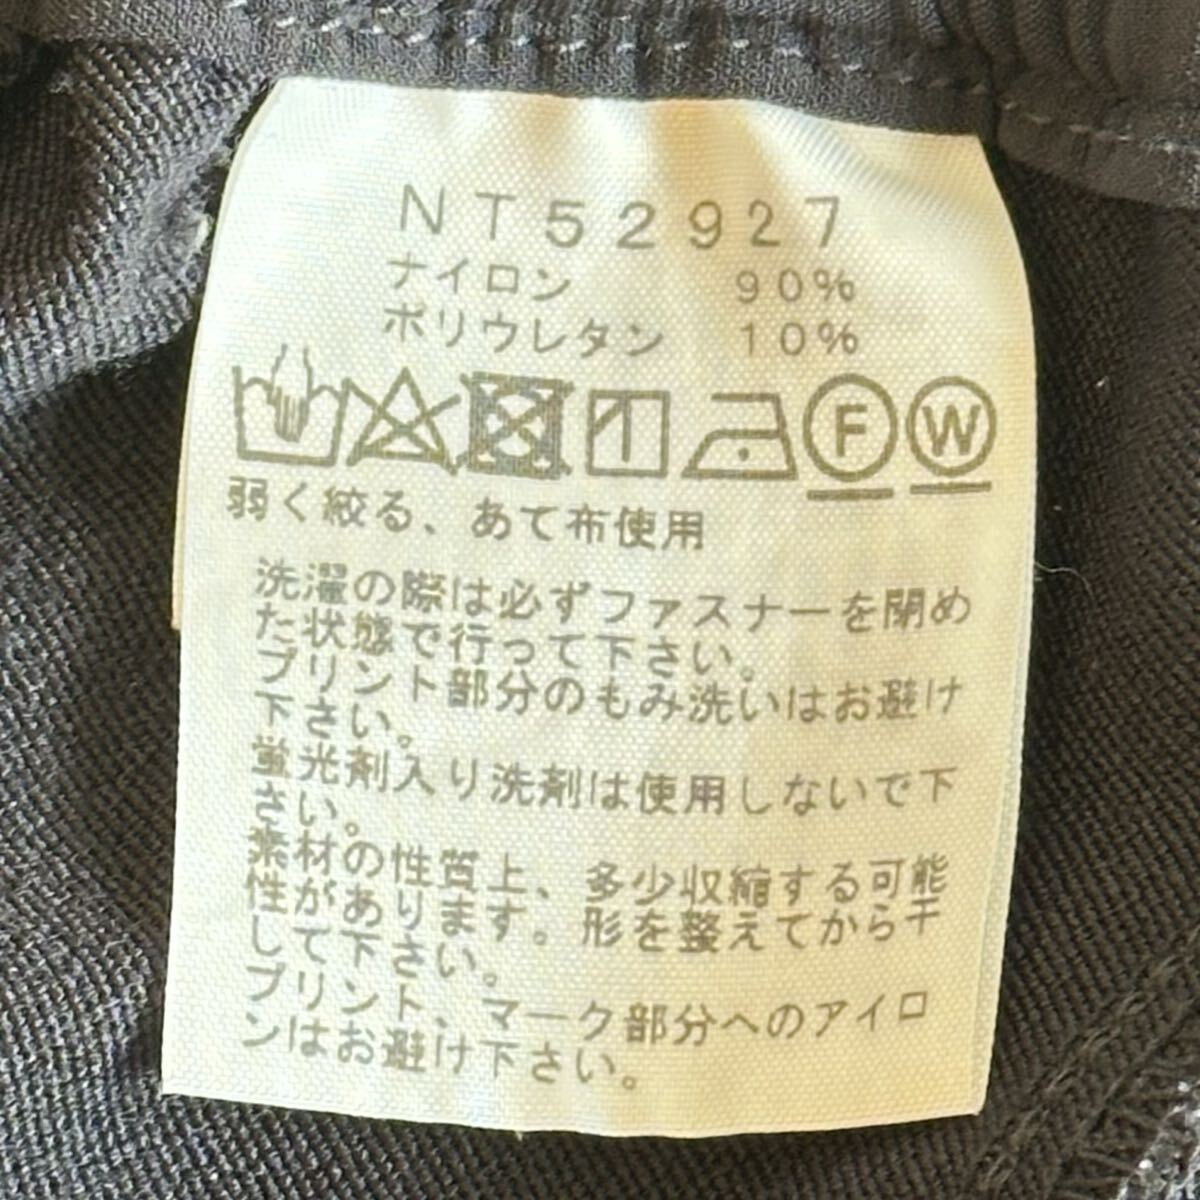 NT52927
ナイロン 90%
ポリウレタン 10%
F W
弱く絞る、あて布使用
洗濯の際は必ずファスナーを閉め
た状態で行って下さい。
プリント部分のもみ洗いはお避け
下さい。
蛍光剤入り洗剤は使用しないで下
さい。
素材の性質上、多少収縮する可能
性があります。形を整えてから干
して下さい。
プリント、マーク部分へのアイロ
ンはお避け下さい。